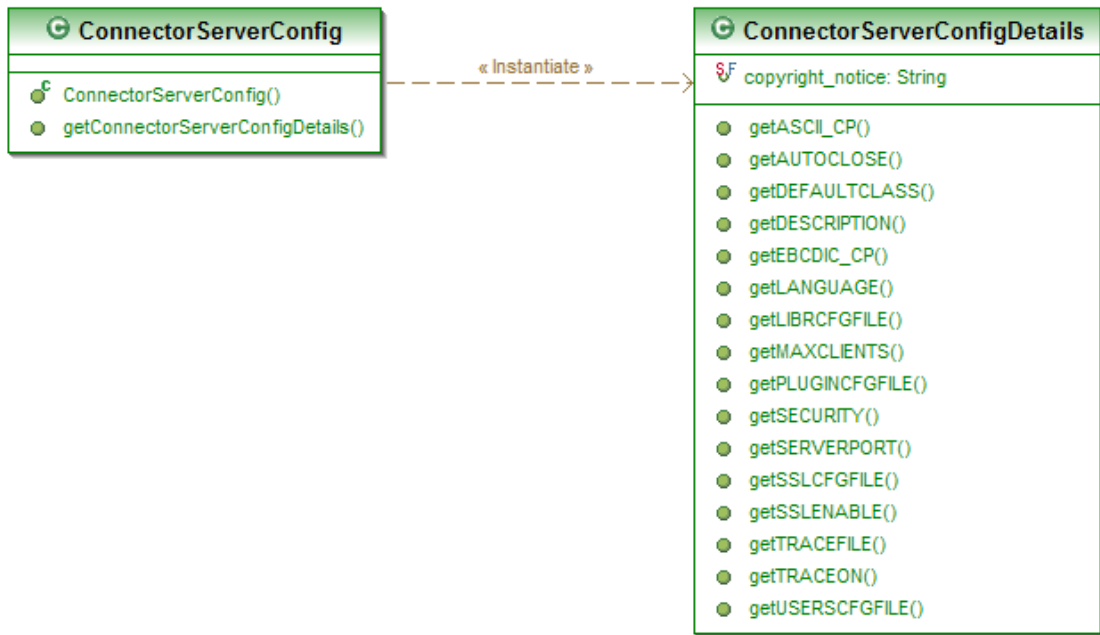 C ConnectorServerConfig
C ConnectorServerConfig()
getConnectorServerConfigDetails()
« Instantiate »
C ConnectorServerConfigDetails
S F copyright_notice: String
getASCII_CP()
getAUTOCLOSE()
getDEFAULTCLASS()
getDESCRIPTION()
getEBCDIC_CP()
getLANGUAGE()
getLIBRCFGFILE()
getMAXCLIENTS()
getPLUGINCFGFILE()
getSECURITY()
getSERVERPORT()
getSSLCFGFILE()
getSSLENABLE()
getTRACEFILE()
getTRACEON()
getUSERSCFGFILE()